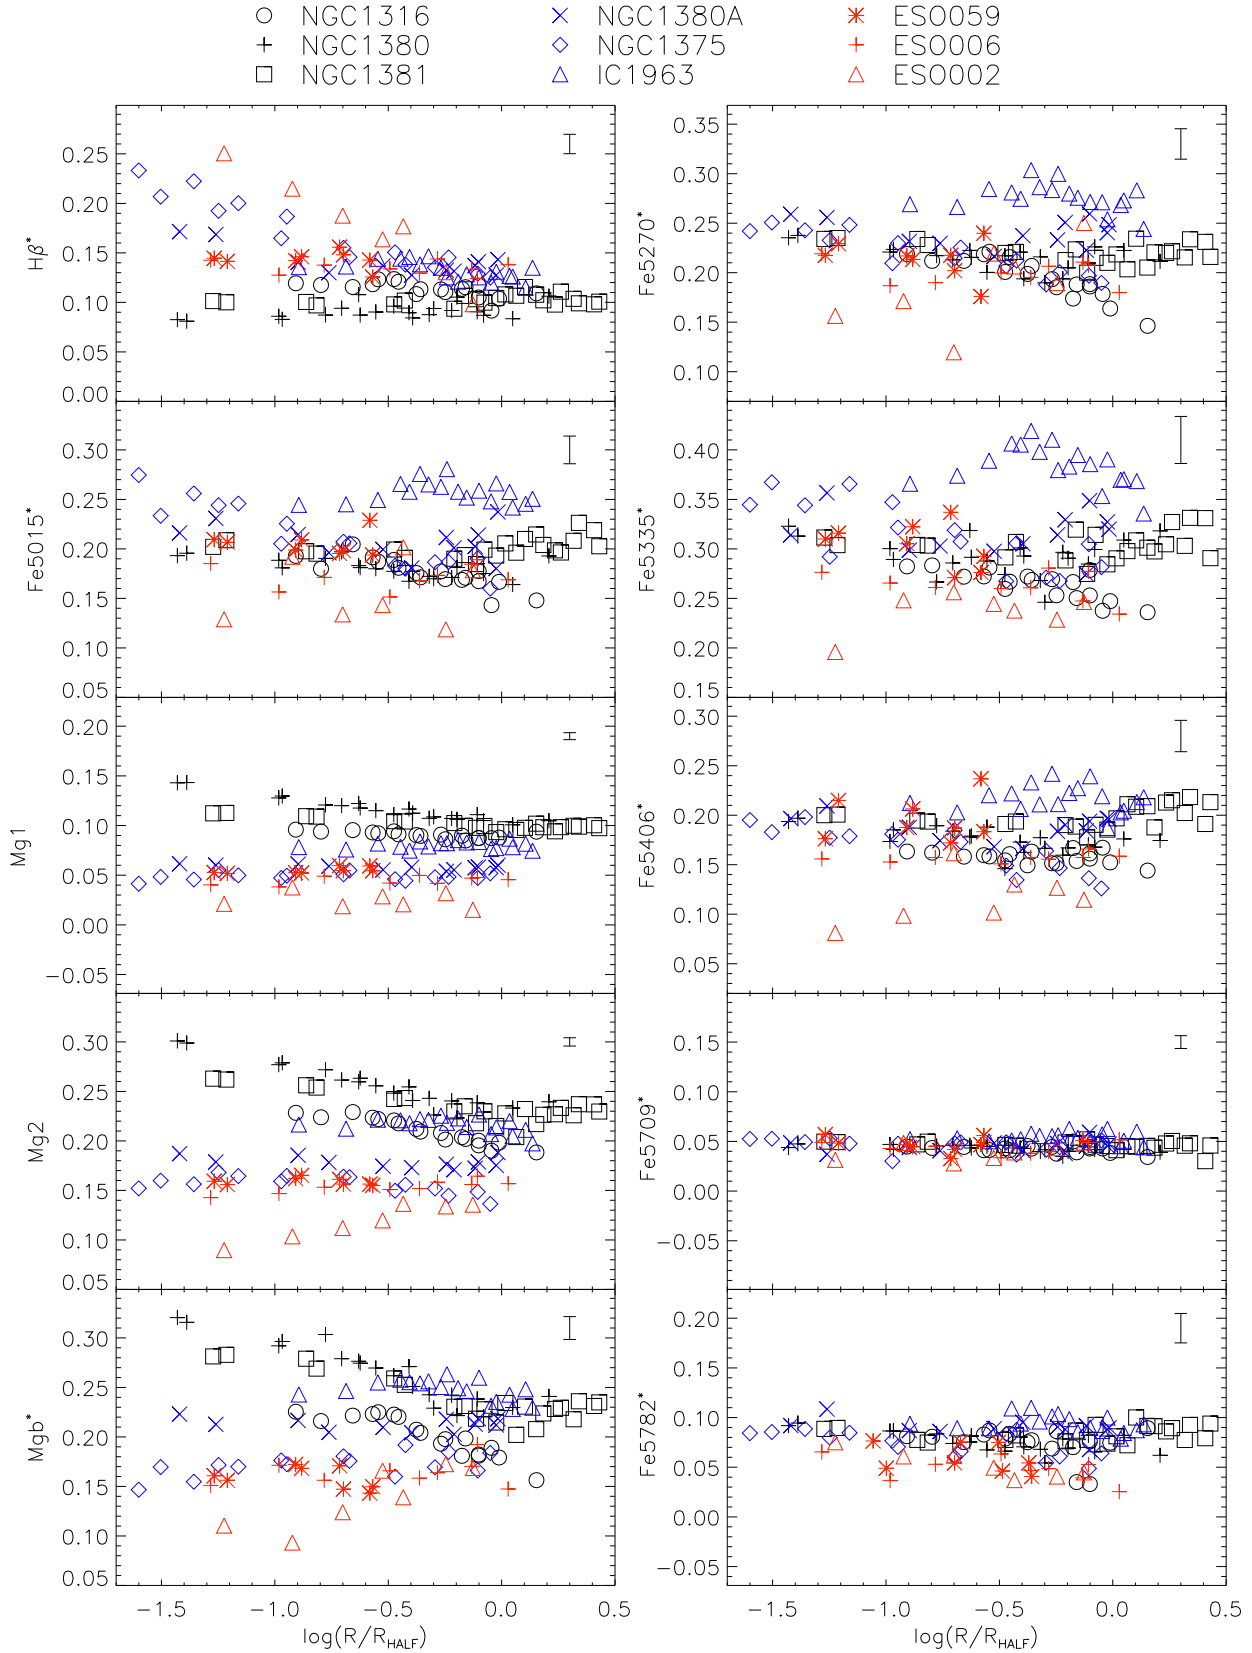 NGC1316
NGC1380A
ESO059
NGC1380
NGC1375
ESO006
NGC1381
IC1963
ESO002
Hβ*
0.25
0.20
0.15
0.10
0.05
0.00
Fe5270*
0.35
0.30
0.25
0.20
0.15
0.10
Fe5015*
0.30
0.25
0.20
0.15
0.10
0.05
Fe5335*
0.40
0.35
0.30
0.25
0.20
0.15
Mg1
0.20
0.15
0.10
0.05
0.00
−0.05
Fe5406*
0.30
0.25
0.20
0.15
0.10
0.05
Mg2
0.30
0.25
0.20
0.15
0.10
0.05
Fe5709*
0.15
0.10
0.05
0.00
−0.05
Mgb*
0.30
0.25
0.20
0.15
0.10
0.05
Fe5782*
0.20
0.15
0.10
0.05
0.00
−0.05
−1.5 −1.0 −0.5 0.0 0.5
log(R/RHALF)
−1.5 −1.0 −0.5 0.0 0.5
log(R/RHALF)